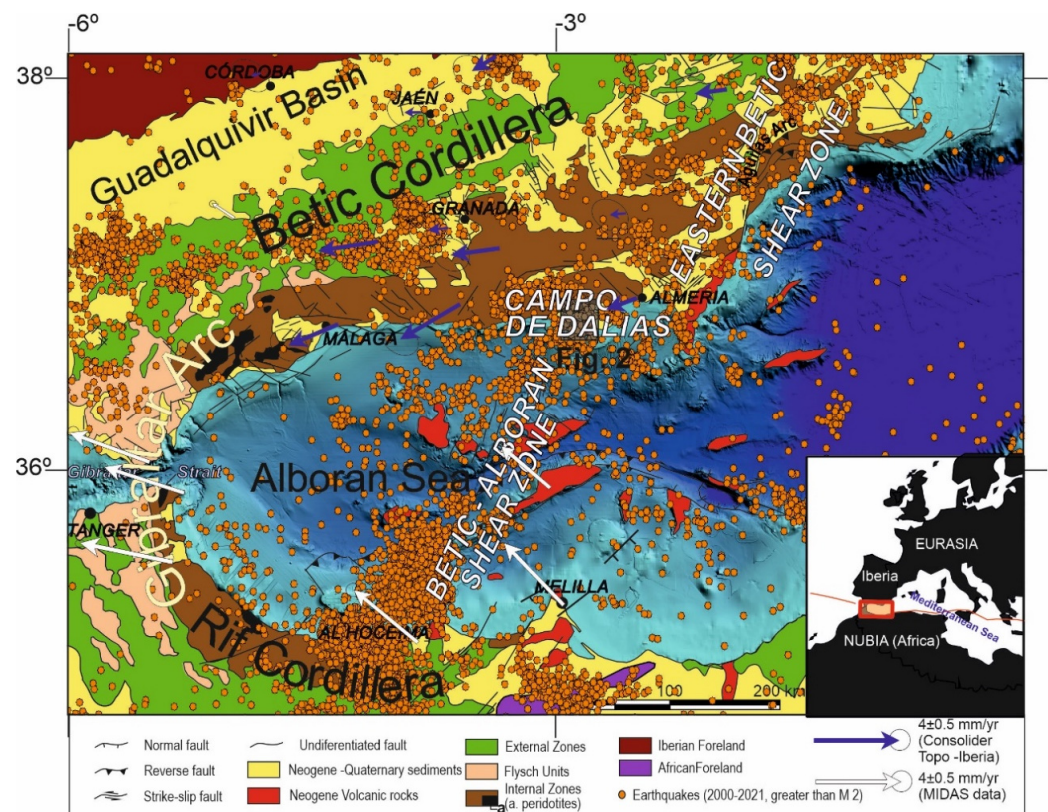 -6º
-3º
38º
CÓRDOBA
Guadalquivir Basin
JAÉN
Betic Cordillera
GRANADA
EASTERN BETIC
SHEAR ZONE
Aguilas Arc
CAMPO
DE DALIAS
ALMERIA
MÁLAGA
Fig. 2
Gibraltar Arc
36º
Gibraltar Strait
Alboran Sea
BETIC - ALBORAN
SHEAR ZONE
TANGER
MELILLA
AL HOCEIMA
Rif Cordillera
100 200 km
EURASIA
Iberia
Mediterranean
Sea
NUBIA (Africa)
Normal fault
Reverse fault
Strike-slip fault
Undiferentiated fault
Neogene -Quaternary sediments
Neogene Volcanic rocks
External Zones
Flysch Units
Internal Zones
(a. peridotites)
Iberian Foreland
AfricanForeland
Earthquakes (2000-2021, greater than M 2)
4±0.5 mm/yr
(Consolider
Topo -Iberia)
4±0.5 mm/yr
(MIDAS data)